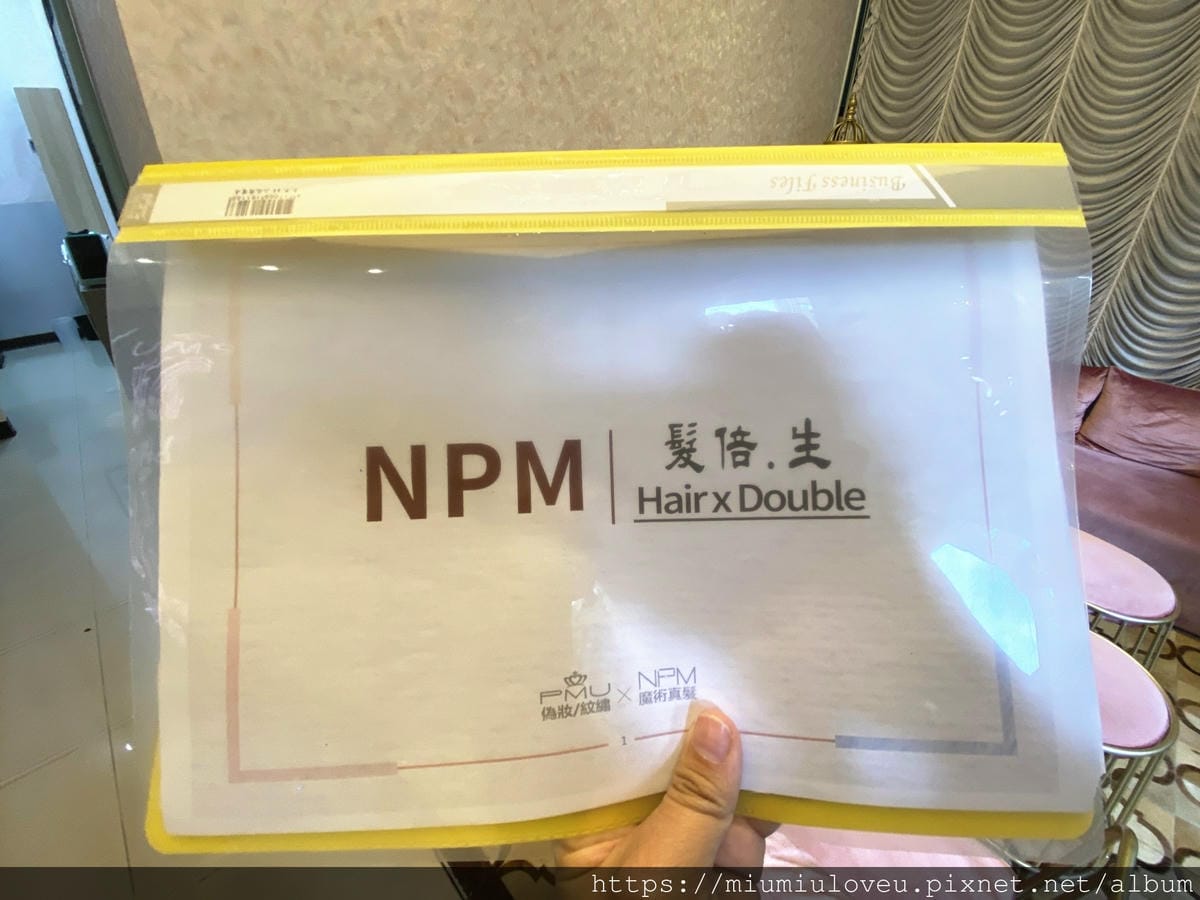 Business Files
NPM
髮倍.生
Hair x Double
PMU
偽妝/紋繡
X
NPM
魔術真髮
1
https://miumiuloveu.pixnet.net/album